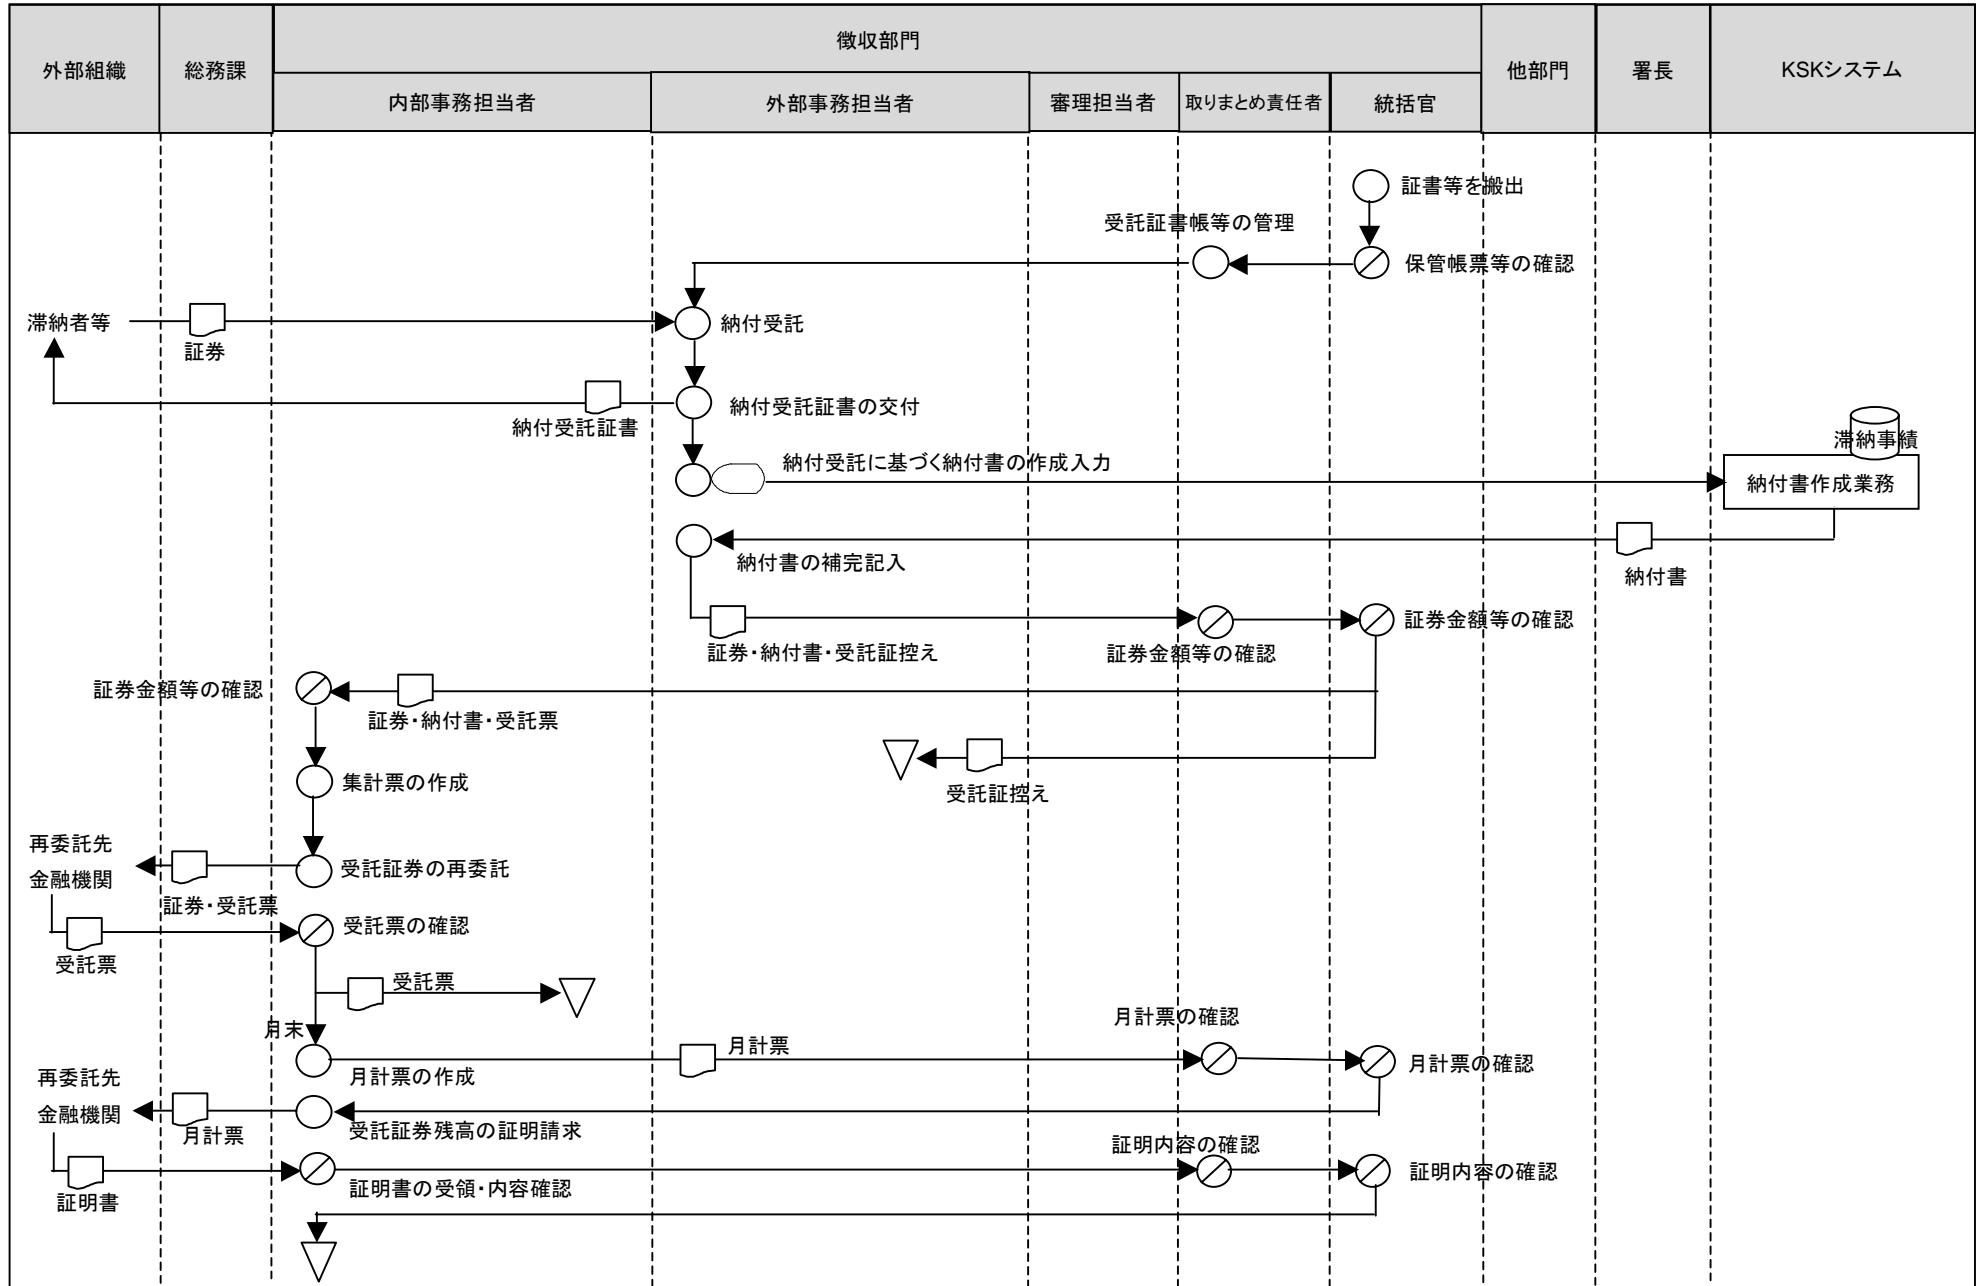 外部組織
総務課
徴収部門
他部門
署長
KSKシステム
内部事務担当者
外部事務担当者
審理担当者
取りまとめ責任者
統括官
証書等を搬出
受託証書帳等の管理
保管帳票等の確認
滞納者等
証券
納付受託
納付受託証書
納付受託証書の交付
滞納事績
納付受託に基づく納付書の作成入力
納付書作成業務
納付書の補完記入
納付書
証券・納付書・受託証控え
証券金額等の確認
証券金額等の確認
証券金額等の確認
証券・納付書・受託票
集計票の作成
受託証控え
再委託先
金融機関
受託証券の再委託
証券・受託票
受託票の確認
受託票
受託票
月末
月計票の作成
月計票
月計票の確認
月計票の確認
再委託先
金融機関
月計票
受託証券残高の証明請求
証明内容の確認
証明書
証明書の受領・内容確認
証明内容の確認